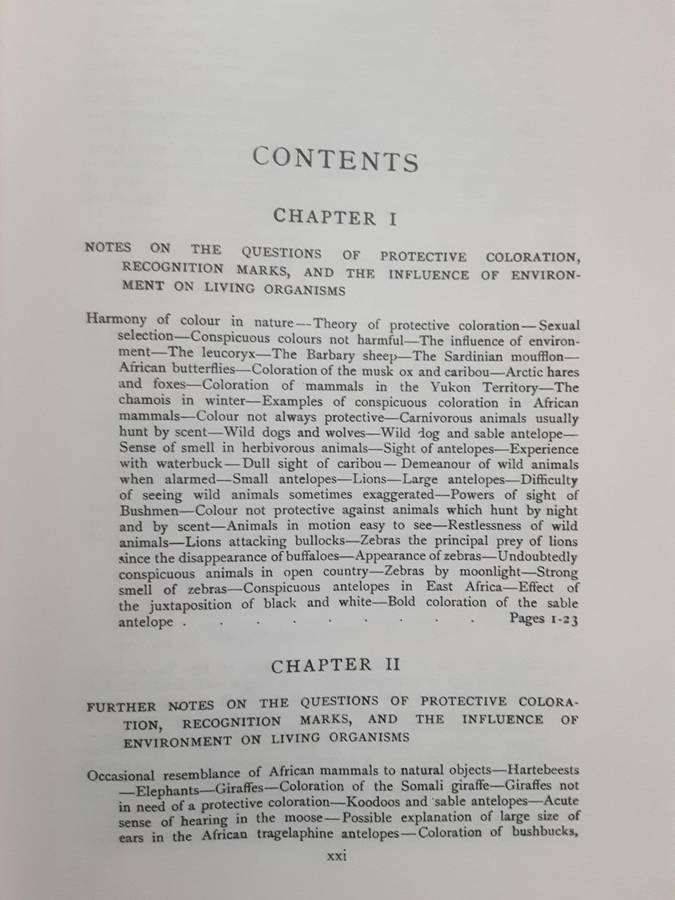 CONTENTS
CHAPTER I
NOTES ON THE QUESTIONS OF PROTECTIVE COLORATION,
RECOGNITION MARKS, AND THE INFLUENCE OF ENVIRON-
MENT ON LIVING ORGANISMS
Harmony of colour in nature—Theory of protective coloration—Sexual
selection—Conspicuous colours not harmful—The influence of environ-
ment—The leucoryx—The Barbary sheep—The Sardinian moufflon—
African butterflies—Coloration of the musk ox and caribou—Arctic hares
and foxes—Coloration of mammals in the Yukon Territory—The
chamois in winter—Examples of conspicuous coloration in African
mammals—Colour not always protective—Carnivorous animals usually
hunt by scent—Wild dogs and wolves—Wild dog and sable antelope—
Sense of smell in herbivorous animals—Sight of antelopes—Experience
with waterbuck—Dull sight of caribou—Demeanour of wild animals
when alarmed—Small antelopes—Lions—Large antelopes—Difficulty
of seeing wild animals sometimes exaggerated—Powers of sight of
Bushmen—Colour not protective against animals which hunt by night
and by scent—Animals in motion easy to see—Restlessness of wild
animals—Lions attacking bullocks—Zebras the principal prey of lions
since the disappearance of buffaloes—Appearance of zebras—Undoubtedly
conspicuous animals in open country—Zebras by moonlight—Strong
smell of zebras—Conspicuous antelopes in East Africa—Effect of
the juxtaposition of black and white—Bold coloration of the sable
antelope . . . . . . . . . Pages 1-23
CHAPTER II
FURTHER NOTES ON THE QUESTIONS OF PROTECTIVE COLORA-
TION, RECOGNITION MARKS, AND THE INFLUENCE OF
ENVIRONMENT ON LIVING ORGANISMS
Occasional resemblance of African mammals to natural objects—Hartebeests
—Elephants—Giraffes—Coloration of the Somali giraffe—Giraffes not
in need of a protective coloration—Koodoos and sable antelopes—Acute
sense of hearing in the moose—Possible explanation of large size of
ears in the African tragelaphine antelopes—Coloration of bushbucks,
xxi